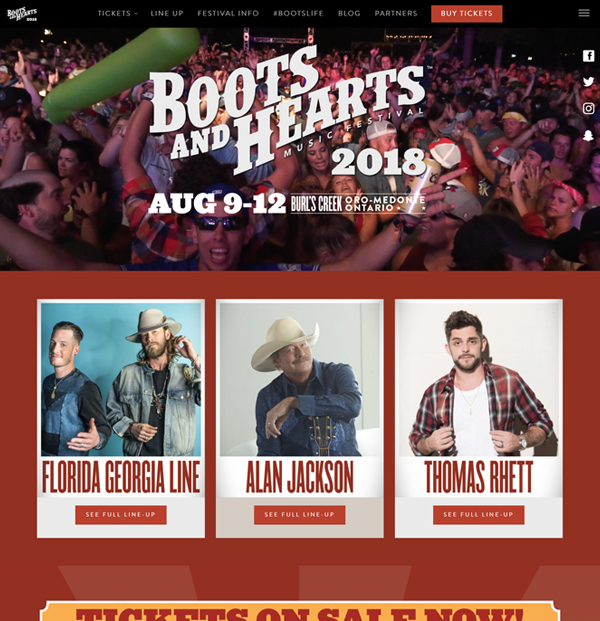 BOOTS AND HEARTS 2018
TICKETS LINE UP FESTIVAL INFO #BOOTSLIFE BLOG PARTNERS BUY TICKETS
BOOTS
AND HEARTS™
MUSIC FESTIVAL
2018
AUG 9-12 BURL'S CREEK ORO-MEDONTE
ONTARIO
FLORIDA GEORGIA LINE
ALAN JACKSON
THOMAS RHETT
SEE FULL LINE-UP
SEE FULL LINE-UP
SEE FULL LINE-UP
TICKETS ON SALE NOW!